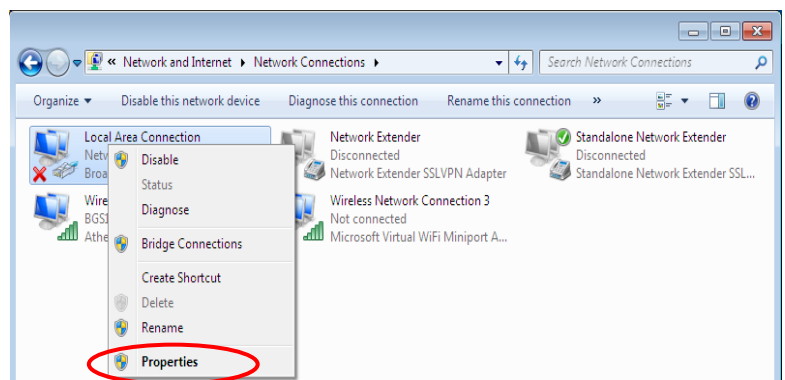 « Network and Internet ▸ Network Connections ▸ Search Network Connections
Organize ▾ Disable this network device Diagnose this connection Rename this connection »
Local Area Connection
Network Extender
Disconnected
Network Extender SSLVPN Adapter
Standalone Network Extender
Disconnected
Standalone Network Extender SSL...
Wireless Network Connection 3
Not connected
Microsoft Virtual WiFi Miniport A...
Disable
Status
Diagnose
Bridge Connections
Create Shortcut
Delete
Rename
Properties